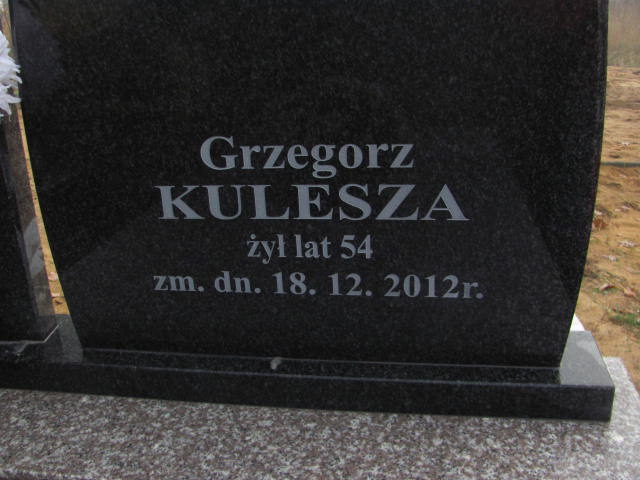 Grzegorz
KULESZA
żył lat 54
zm. dn. 18. 12. 2012r.